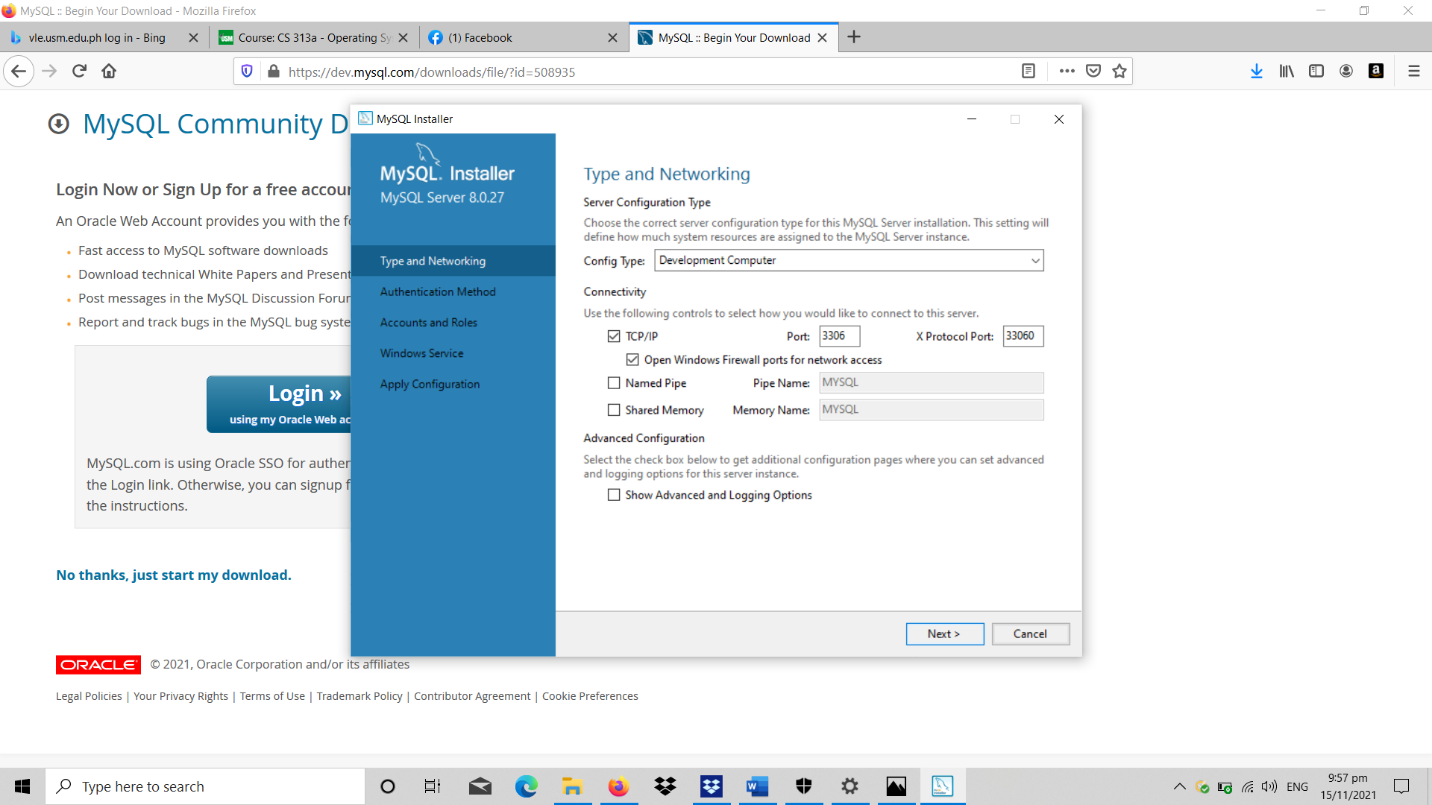 MySQL :: Begin Your Download - Mozilla Firefox
vle.usm.edu.ph log in - Bing
Course: CS 313a - Operating Sy
(1) Facebook
MySQL :: Begin Your Download
https://dev.mysql.com/downloads/file/?id=508935
MySQL Community D
Login Now or Sign Up for a free accour
An Oracle Web Account provides you with the fo
Fast access to MySQL software downloads
Download technical White Papers and Present
Post messages in the MySQL Discussion Forur
Report and track bugs in the MySQL bug syste
Login »
using my Oracle Web ac
MySQL.com is using Oracle SSO for auther
the Login link. Otherwise, you can signup f
the instructions.
No thanks, just start my download.
ORACLE © 2021, Oracle Corporation and/or its affiliates
Legal Policies | Your Privacy Rights | Terms of Use | Trademark Policy | Contributor Agreement | Cookie Preferences
MySQL Installer
MySQL. Installer
MySQL Server 8.0.27
Type and Networking
Authentication Method
Accounts and Roles
Windows Service
Apply Configuration
Type and Networking
Server Configuration Type
Choose the correct server configuration type for this MySQL Server installation. This setting will
define how much system resources are assigned to the MySQL Server instance.
Config Type: Development Computer
Connectivity
Use the following controls to select how you would like to connect to this server.
TCP/IP Port: 3306 X Protocol Port: 33060
Open Windows Firewall ports for network access
Named Pipe Pipe Name: MYSQL
Shared Memory Memory Name: MYSQL
Advanced Configuration
Select the check box below to get additional configuration pages where you can set advanced
and logging options for this server instance.
Show Advanced and Logging Options
Next > Cancel
Type here to search
ENG
9:57 pm
15/11/2021